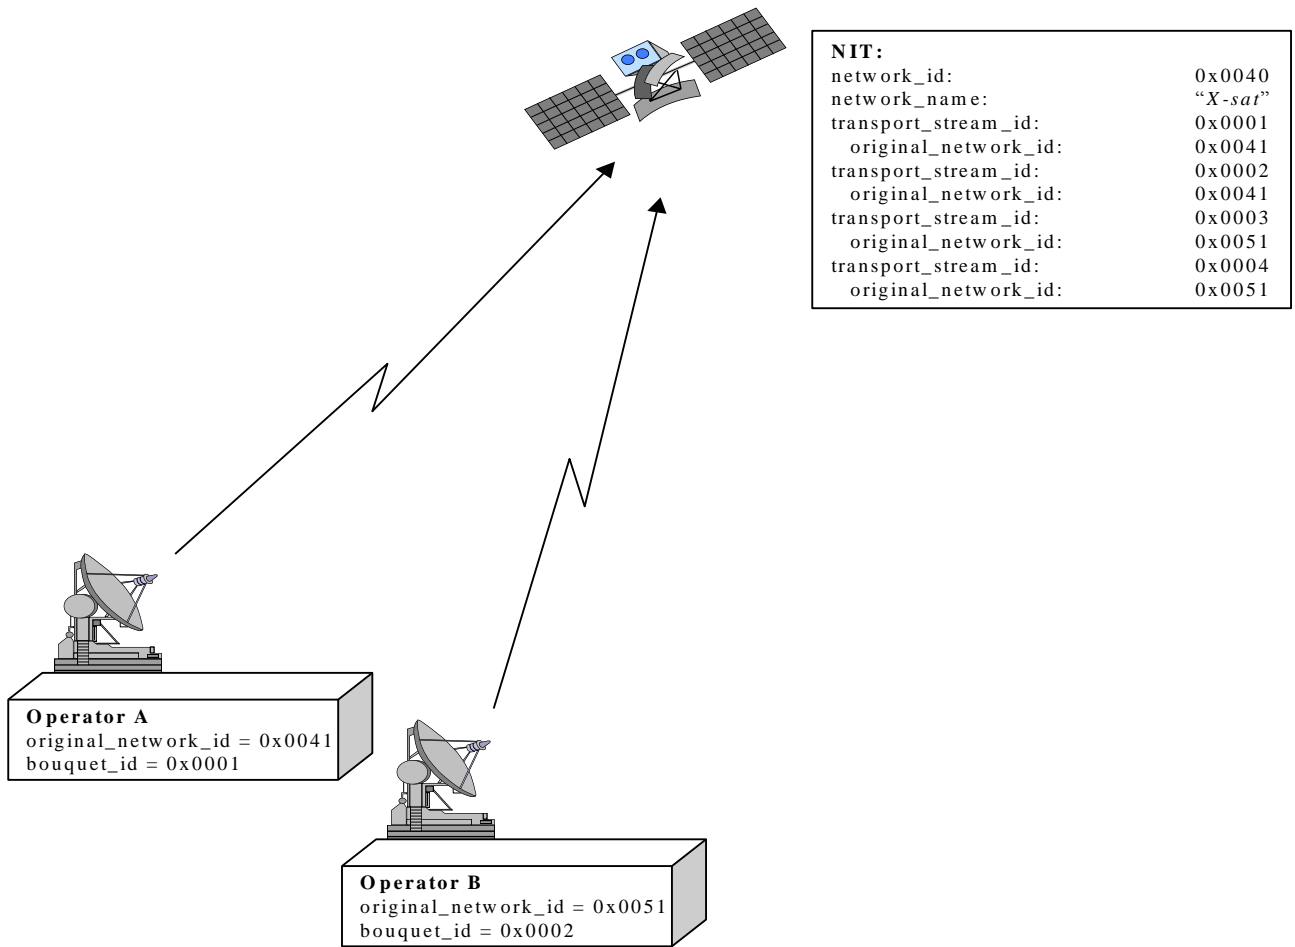 NIT:
network_id: 0x0040
network_name: “X-sat”
transport_stream_id: 0x0001
original_network_id: 0x0041
transport_stream_id: 0x0002
original_network_id: 0x0041
transport_stream_id: 0x0003
original_network_id: 0x0051
transport_stream_id: 0x0004
original_network_id: 0x0051
Operator A
original_network_id = 0x0041
bouquet_id = 0x0001
Operator B
original_network_id = 0x0051
bouquet_id = 0x0002